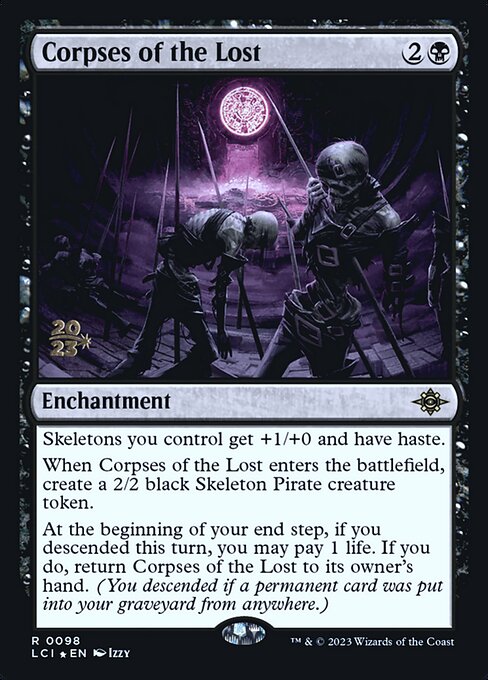 Corpses of the Lost 2
20
23
Enchantment
Skeletons you control get +1/+0 and have haste.
When Corpses of the Lost enters the battlefield,
create a 2/2 black Skeleton Pirate creature
token.
At the beginning of your end step, if you
descended this turn, you may pay 1 life. If you
do, return Corpses of the Lost to its owner's
hand. (You descended if a permanent card was put
into your graveyard from anywhere.)
R 0098
LCI ★ EN Izzy
™ & © 2023 Wizards of the Coast